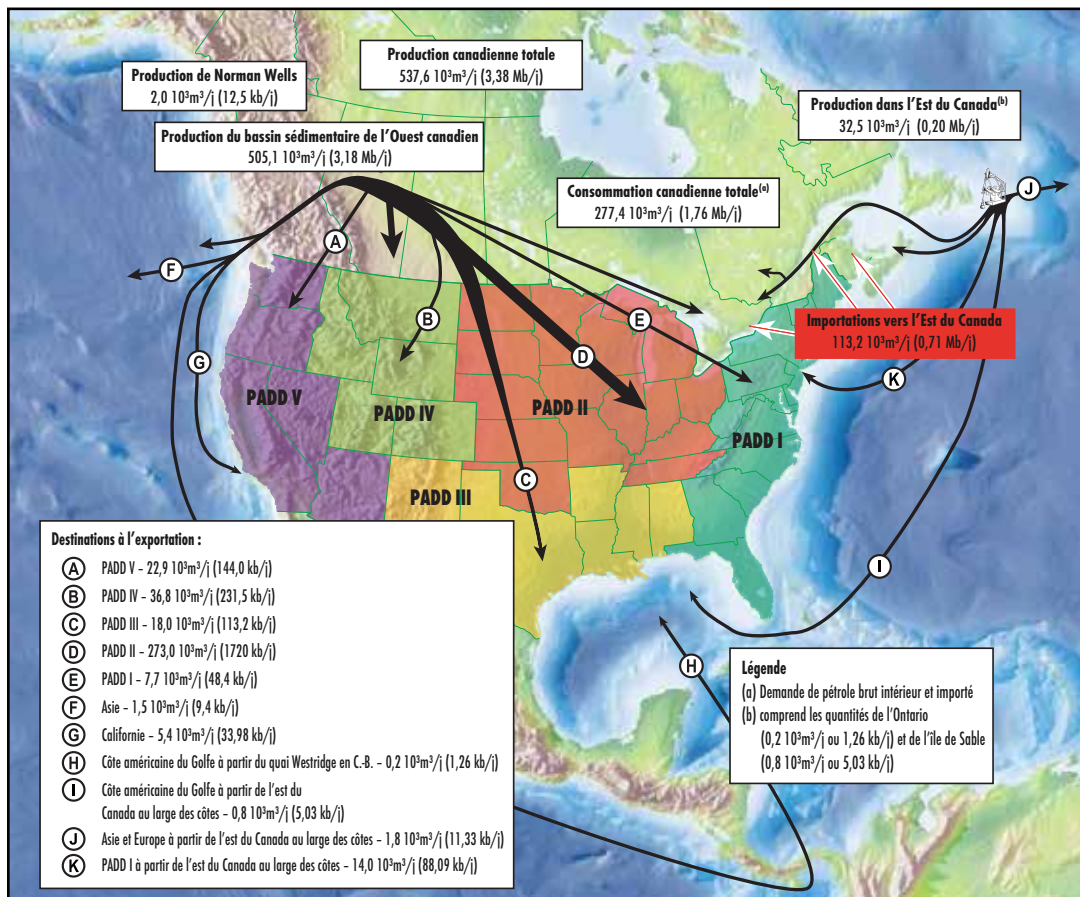 Production canadienne totale
537,6 10³m³/j (3,38 Mb/j)
Production de Norman Wells
2,0 10³m³/j (12,5 kb/j)
Production dans l'Est du Canada(b)
32,5 10³m³/j (0,20 Mb/j)
Production du bassin sédimentaire de l'Ouest canadien
505,1 10³m³/j (3,18 Mb/j)
Consommation canadienne totale(a)
277,4 10³m³/j (1,76 Mb/j)
J
A
F
B
E
G
D
K
Importations vers l'Est du Canada
113,2 10³m³/j (0,71 Mb/j)
PADD V
PADD IV
PADD II
PADD I
PADD III
C
I
H
Destinations à l'exportation :
A PADD V – 22,9 10³m³/j (144,0 kb/j)
B PADD IV – 36,8 10³m³/j (231,5 kb/j)
C PADD III – 18,0 10³m³/j (113,2 kb/j)
D PADD II – 273,0 10³m³/j (1720 kb/j)
E PADD I – 7,7 10³m³/j (48,4 kb/j)
F Asie – 1,5 10³m³/j (9,4 kb/j)
G Californie – 5,4 10³m³/j (33,98 kb/j)
H Côte américaine du Golfe à partir du quai Westridge en C.-B. – 0,2 10³m³/j (1,26 kb/j)
I Côte américaine du Golfe à partir de l'est du
Canada au large des côtes – 0,8 10³m³/j (5,03 kb/j)
J Asie et Europe à partir de l'est du Canada au large des côtes – 1,8 10³m³/j (11,33 kb/j)
K PADD I à partir de l'est du Canada au large des côtes – 14,0 10³m³/j (88,09 kb/j)
Légende
(a) Demande de pétrole brut intérieur et importé
(b) comprend les quantités de l'Ontario
(0,2 10³m³/j ou 1,26 kb/j) et de l'île de Sable
(0,8 10³m³/j ou 5,03 kb/j)